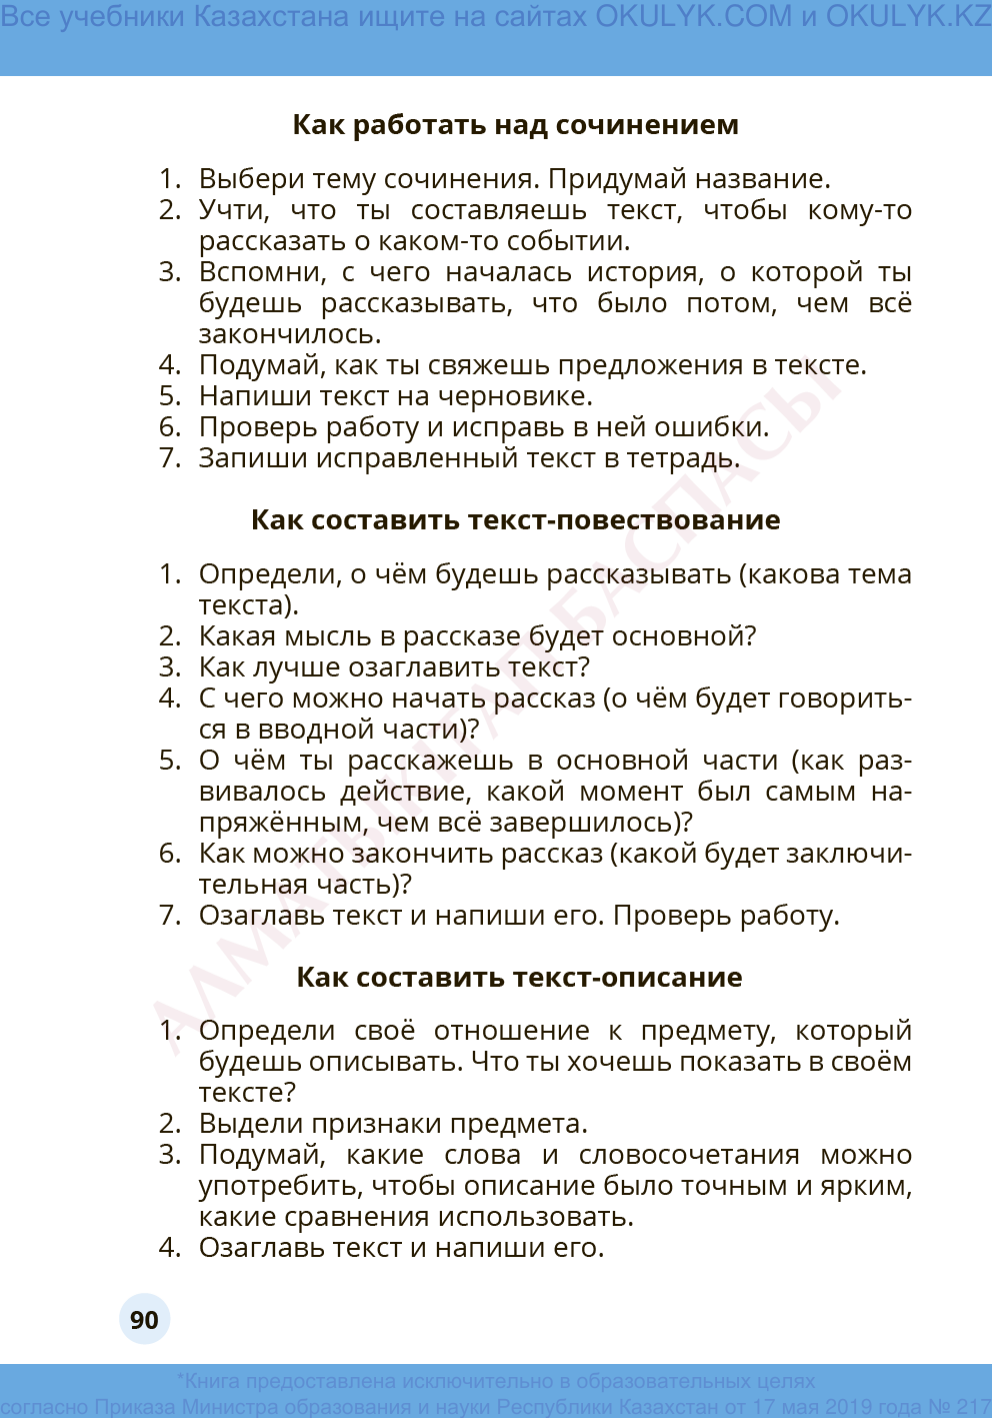 Все учебники Казахстана ищите на сайтах OKULYK.COM и OKULYK.KZ
Как работать над сочинением
1. Выбери тему сочинения. Придумай название.
2. Учти, что ты составляешь текст, чтобы кому-то
рассказать о каком-то событии.
3. Вспомни, с чего началась история, о которой ты
будешь рассказывать, что было потом, чем всё
закончилось.
4. Подумай, как ты свяжешь предложения в тексте.
5. Напиши текст на черновике.
6. Проверь работу и исправь в ней ошибки.
7. Запиши исправленный текст в тетрадь.
Как составить текст-повествование
1. Определи, о чём будешь рассказывать (какова тема
текста).
2. Какая мысль в рассказе будет основной?
3. Как лучше озаглавить текст?
4. С чего можно начать рассказ (о чём будет говорить-
ся в вводной части)?
5. О чём ты расскажешь в основной части (как раз-
вивалось действие, какой момент был самым на-
пряжённым, чем всё завершилось)?
6. Как можно закончить рассказ (какой будет заключи-
тельная часть)?
7. Озаглавь текст и напиши его. Проверь работу.
Как составить текст-описание
1. Определи своё отношение к предмету, который
будешь описывать. Что ты хочешь показать в своём
тексте?
2. Выдели признаки предмета.
3. Подумай, какие слова и словосочетания можно
употребить, чтобы описание было точным и ярким,
какие сравнения использовать.
4. Озаглавь текст и напиши его.
АЛМАТЫКІТАП БАСПАСЫ
90
*Книга предоставлена исключительно в образовательных целях
согласно Приказа Министра образования и науки Республики Казахстан от 17 мая 2019 года № 217